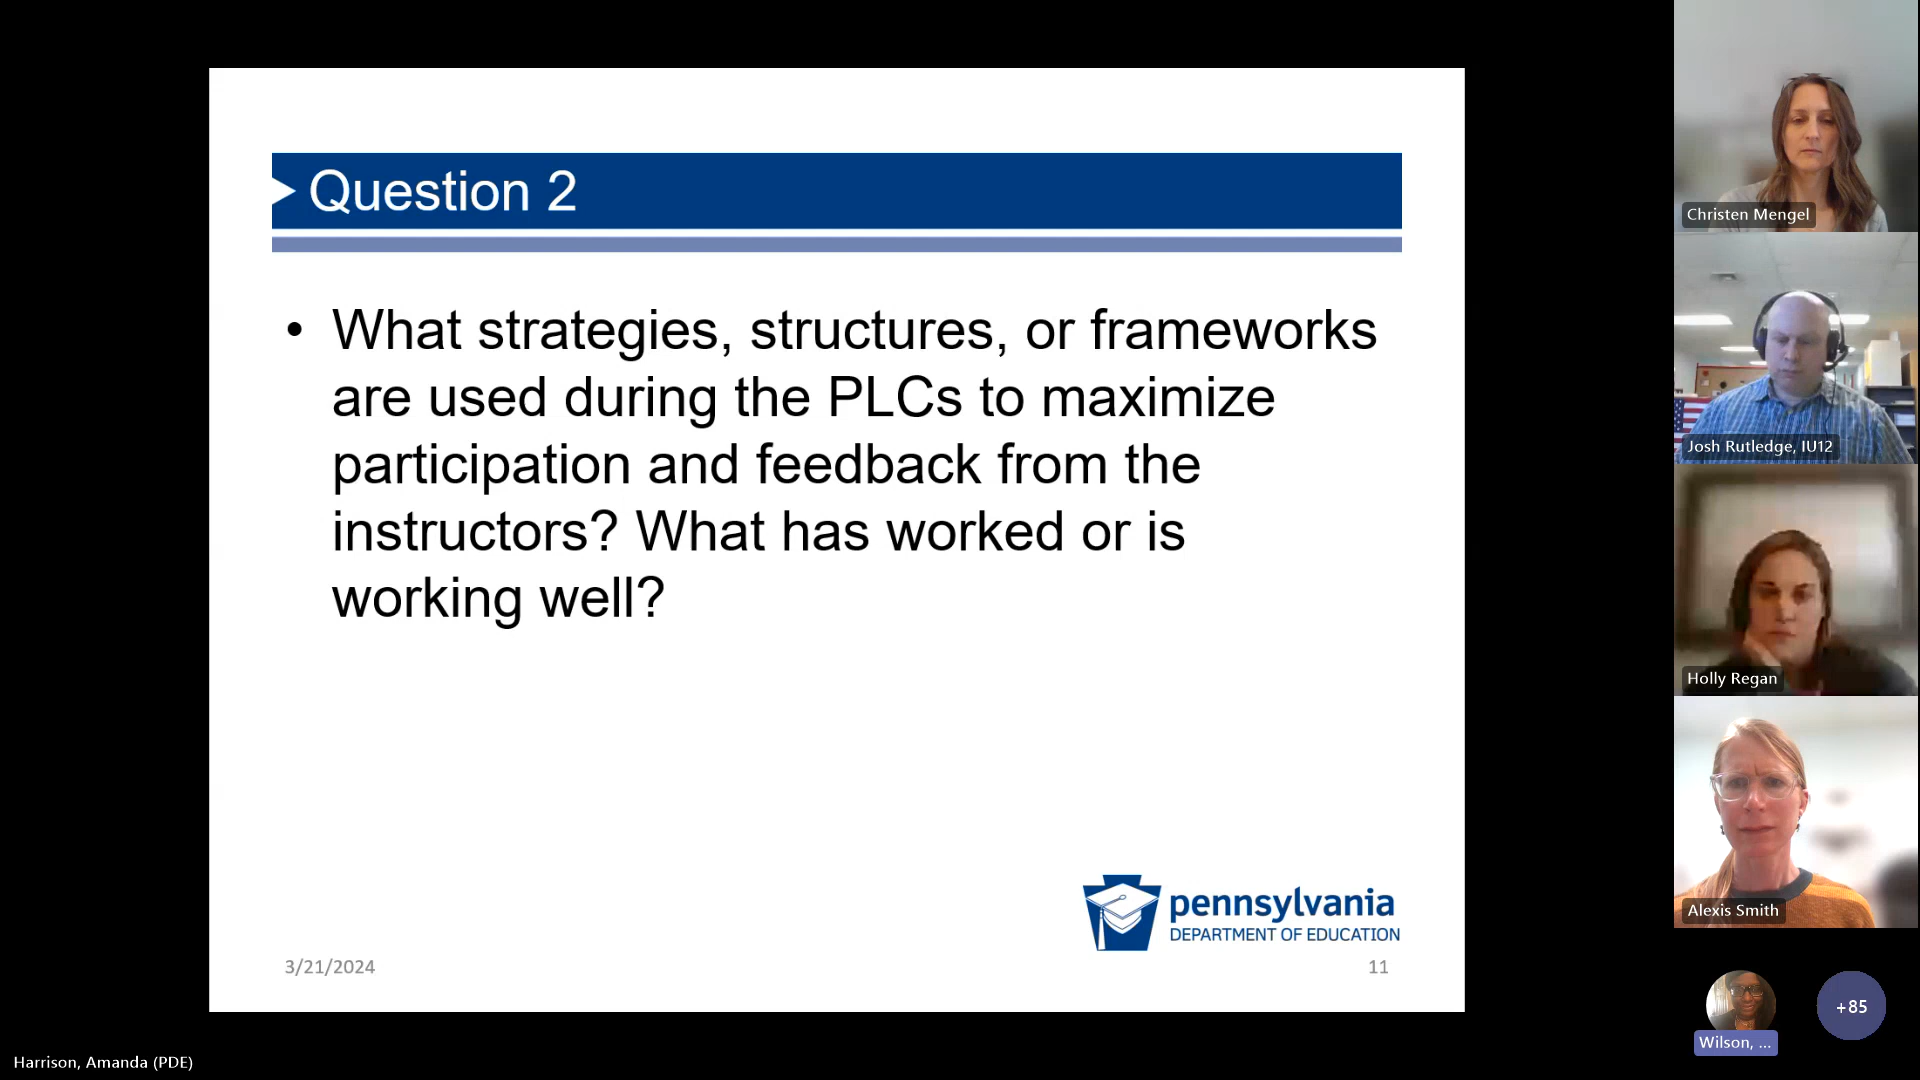 Question 2
• What strategies, structures, or frameworks
are used during the PLCs to maximize
participation and feedback from the
instructors? What has worked or is
working well?
pennsylvania
DEPARTMENT OF EDUCATION
3/21/2024
11
Christen Mengel
Josh Rutledge, IU12
Holly Regan
Alexis Smith
Wilson, ...
+85
Harrison, Amanda (PDE)